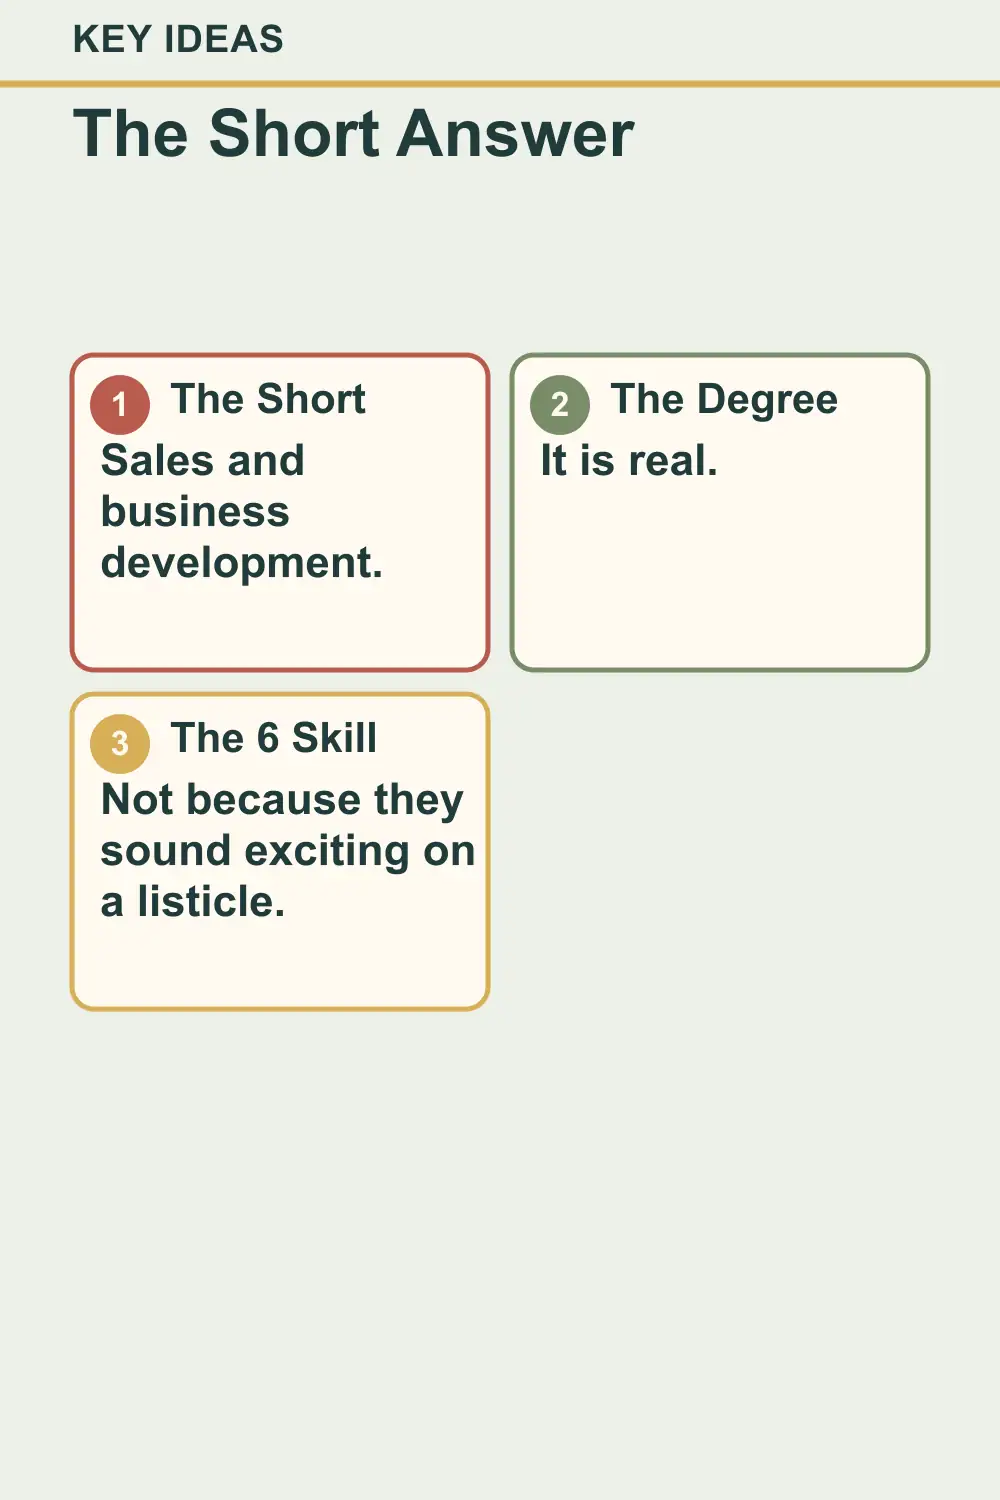 KEY IDEAS
The Short Answer
1 The Short
Sales and
business
development.
2 The Degree
It is real.
3 The 6 Skill
Not because they
sound exciting on
a listicle.